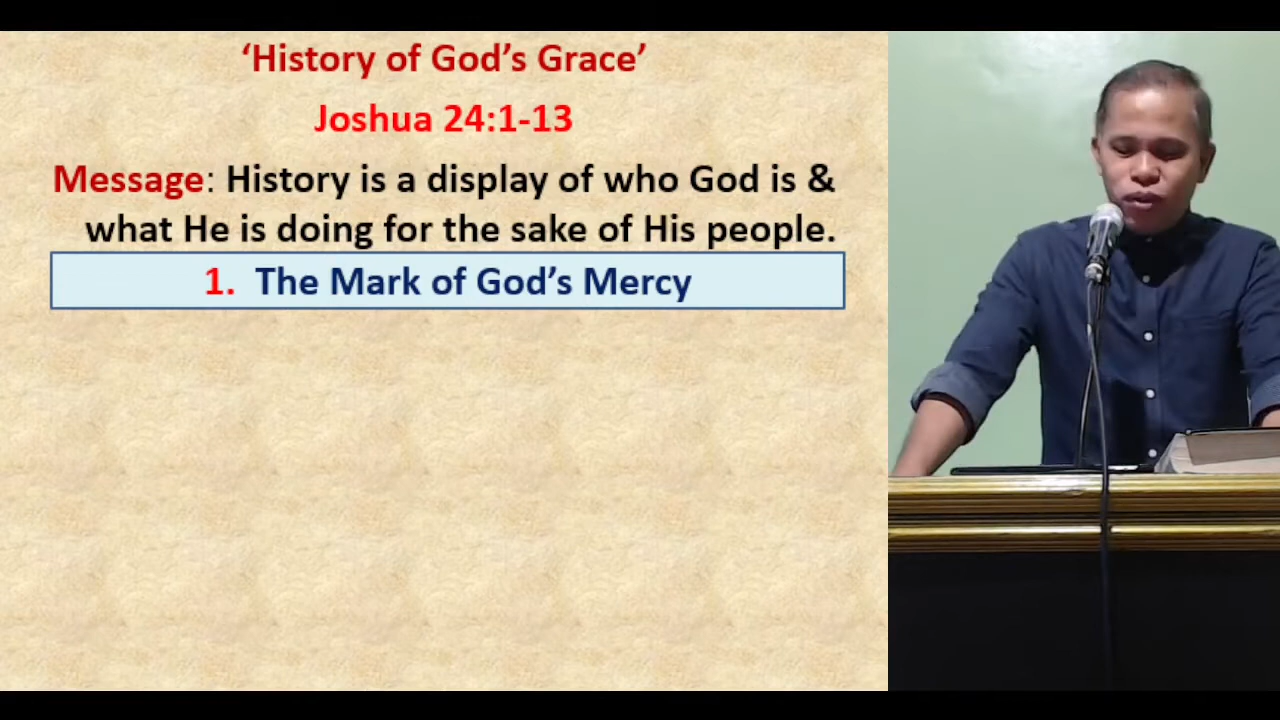 ‘History of God’s Grace’
Joshua 24:1-13
Message: History is a display of who God is &
what He is doing for the sake of His people.
1. The Mark of God’s Mercy